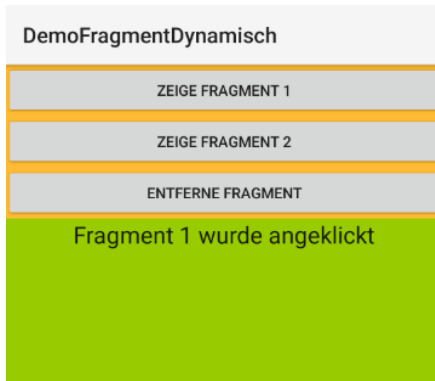 DemoFragmentDynamisch
ZEIGE FRAGMENT 1
ZEIGE FRAGMENT 2
ENTFERNE FRAGMENT
Fragment 1 wurde angeklickt